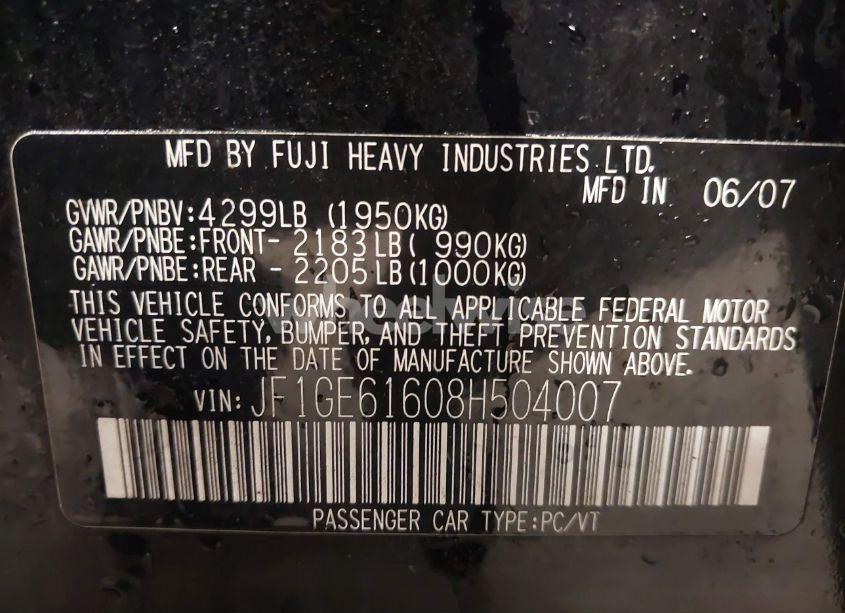 MFD BY FUJI HEAVY INDUSTRIES LTD.
MFD IN 06/07
GVWR/PNBV:4299LB (1950KG)
GAWR/PNBE:FRONT- 2183LB( 990KG)
GAWR/PNBE:REAR - 2205LB(1000KG)
THIS VEHICLE CONFORMS TO ALL APPLICABLE FEDERAL MOTOR
VEHICLE SAFETY, BUMPER, AND THEFT PREVENTION STANDARDS
IN EFFECT ON THE DATE OF MANUFACTURE SHOWN ABOVE.
VIN: JF1GE61608H504007
PASSENGER CAR TYPE:PC/VT